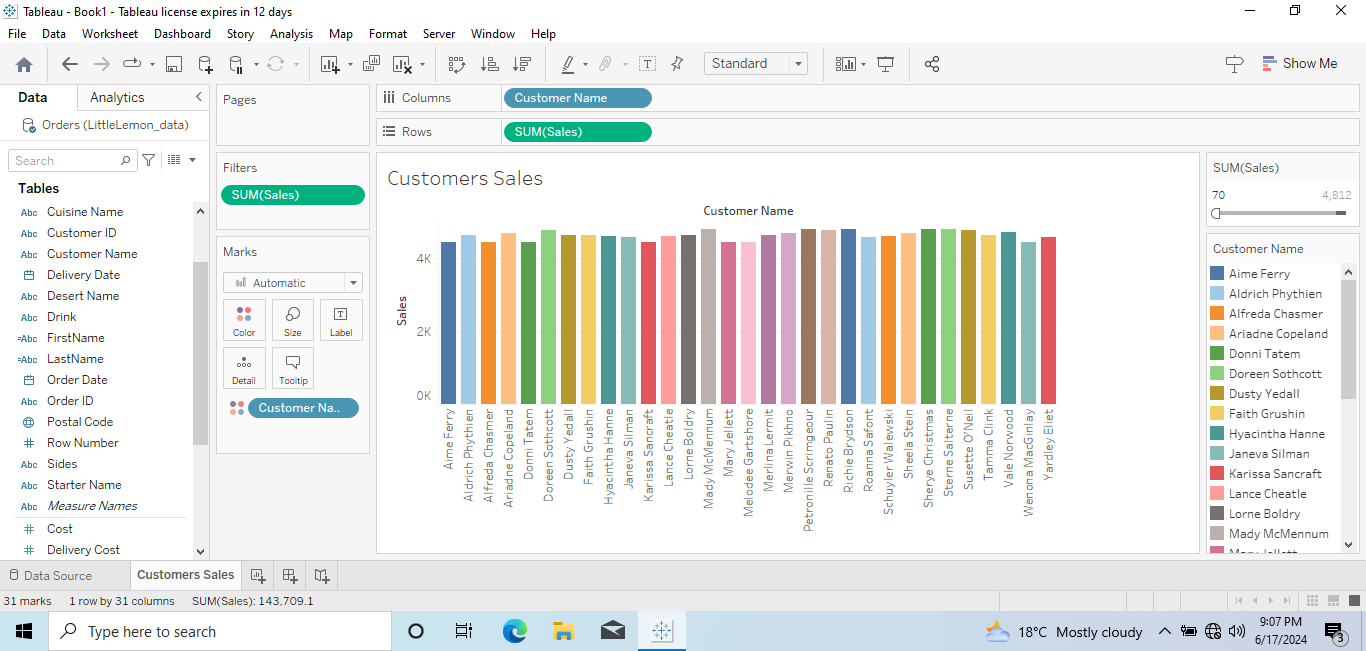 Tableau - Book1 - Tableau license expires in 12 days
File Data Worksheet Dashboard Story Analysis Map Format Server Window Help
Standard
Show Me
Data Analytics
Orders (LittleLemon_data)
Search
Tables
Abc Cuisine Name
Abc Customer ID
Abc Customer Name
Delivery Date
Abc Desert Name
Abc Drink
=Abc FirstName
=Abc LastName
Order Date
Abc Order ID
Postal Code
# Row Number
Abc Sides
Abc Starter Name
Abc Measure Names
# Cost
# Delivery Cost
Pages
Filters
SUM(Sales)
Marks
Automatic
Color Size Label
Detail Tooltip
Customer Na..
Columns Customer Name
Rows SUM(Sales)
Customers Sales
Customer Name
Sales
4K
2K
0K
Aime Ferry
Aldrich Phythien
Alfreda Chasmer
Ariadne Copeland
Donni Tatem
Doreen Sothcott
Dusty Yedall
Faith Grushin
Hyacintha Hanne
Janeva Silman
Karissa Sancraft
Lance Cheatle
Lorne Boldry
Mady McMennum
Mary Jellett
Melodee Gartshore
Merlina Lermit
Merwin Pikhno
Petronille Scrimgeour
Renato Paulin
Richie Brydson
Roanna Safont
Schuyler Walewski
Sheela Stein
Sherye Christmas
Sterne Salterne
Susette O'Neil
Tamma Clink
Vale Norwood
Wenona MacGinlay
Yardley Eliet
SUM(Sales)
70 4,812
Customer Name
Aime Ferry
Aldrich Phythien
Alfreda Chasmer
Ariadne Copeland
Donni Tatem
Doreen Sothcott
Dusty Yedall
Faith Grushin
Hyacintha Hanne
Janeva Silman
Karissa Sancraft
Lance Cheatle
Lorne Boldry
Mady McMennum
Mary Jellett
Data Source Customers Sales
31 marks 1 row by 31 columns SUM(Sales): 143,709.1
Type here to search
18°C Mostly cloudy
9:07 PM
6/17/2024
3